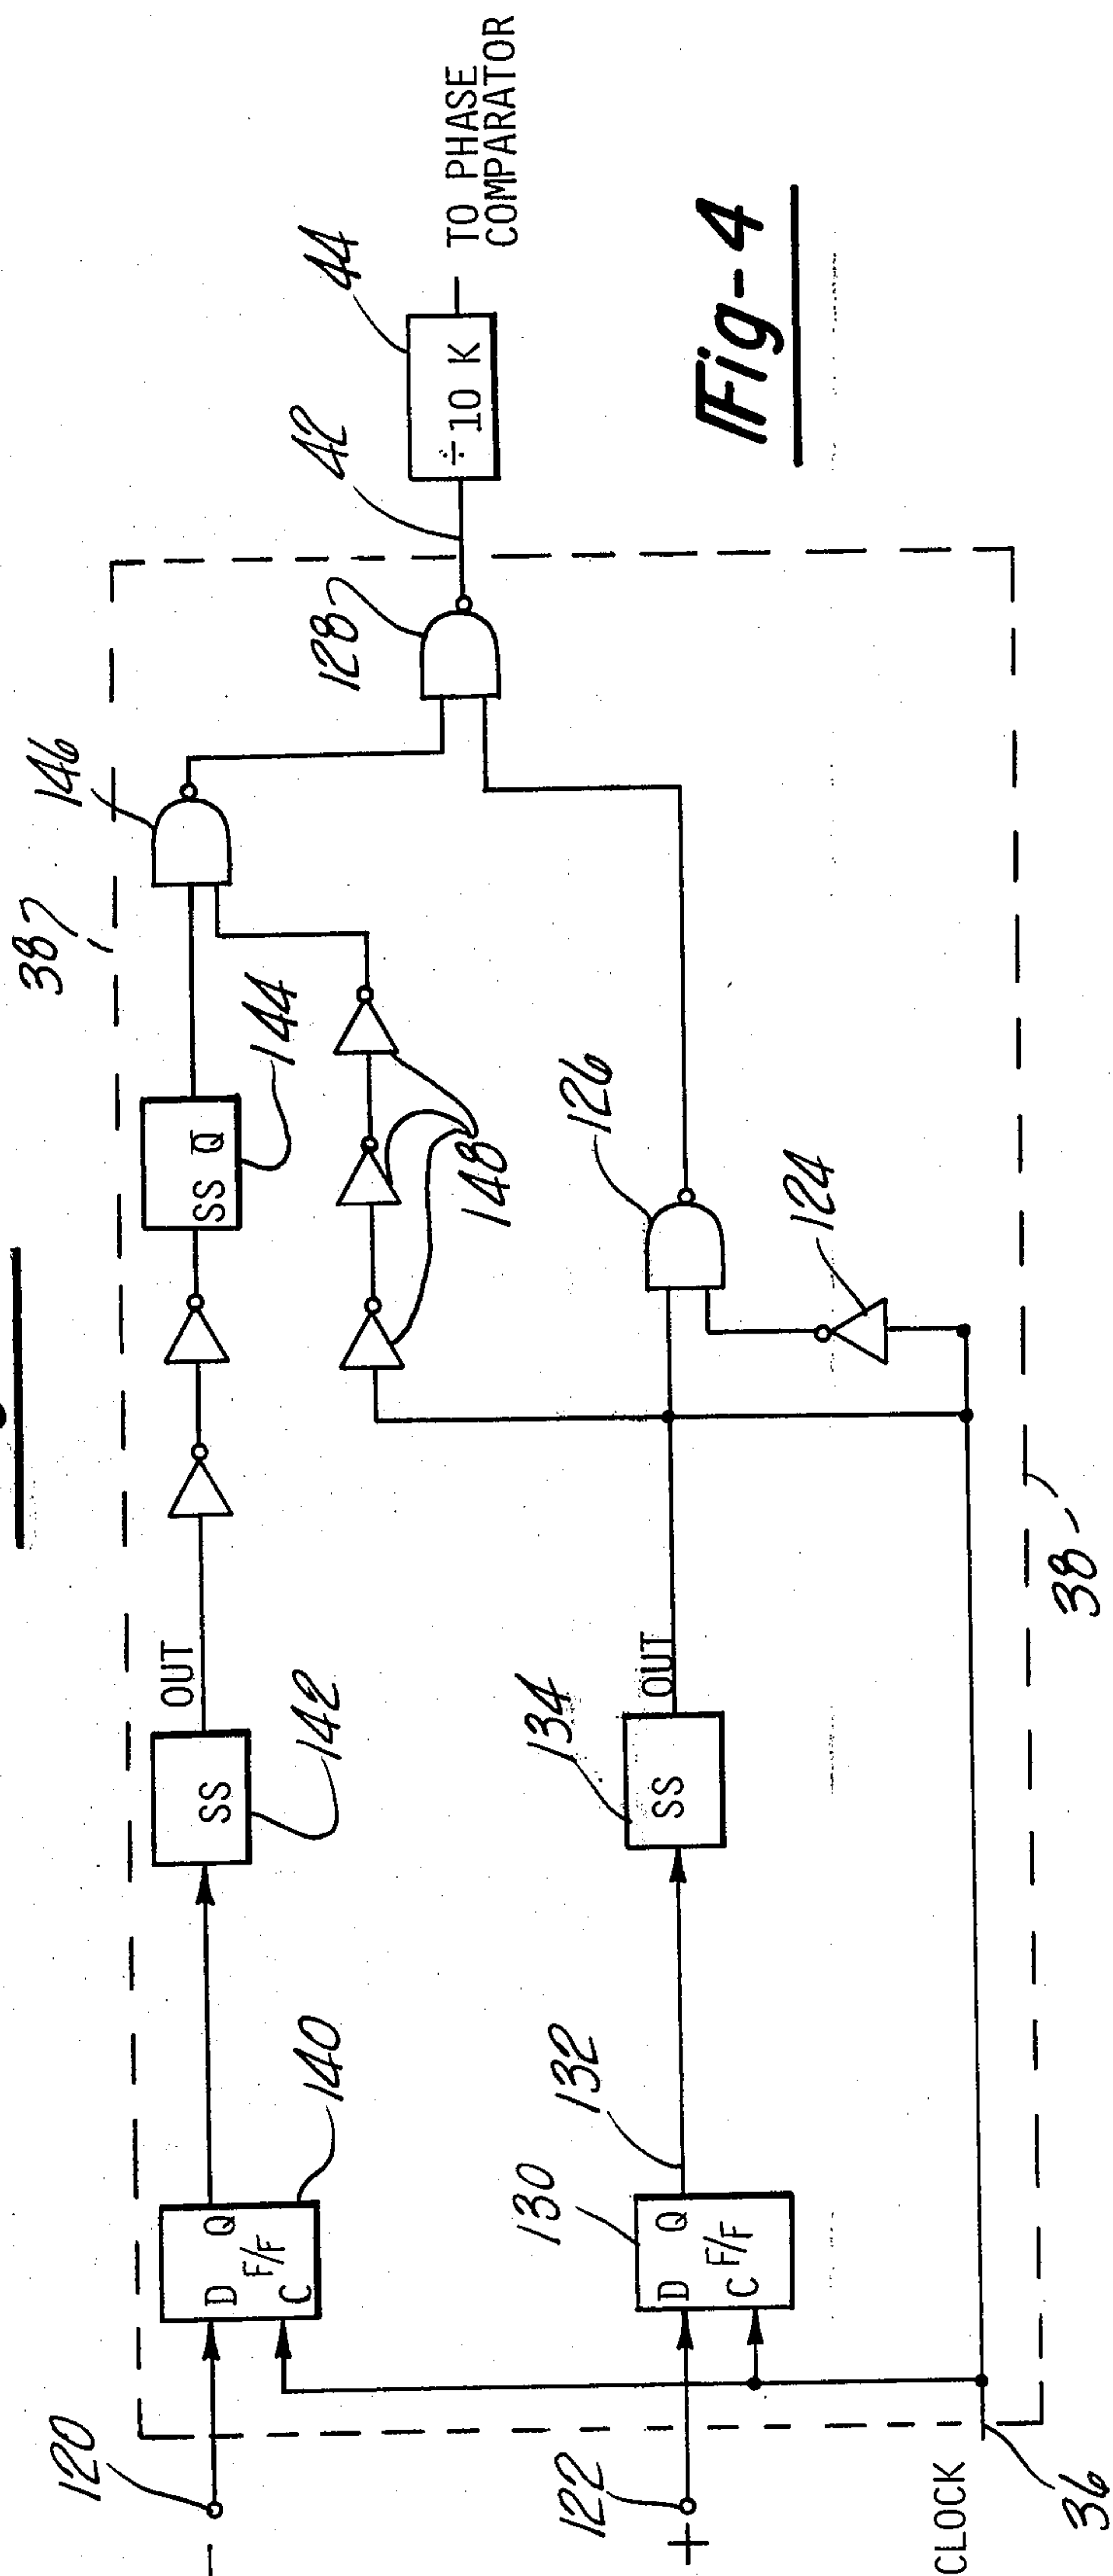 38
146
120
-
D Q
F/F
C
140
SS
OUT
142
SS Q̅
144
148
128
42
44
÷10 K
TO PHASE
COMPARATOR
122
+
130
D Q
F/F
C
132
134
SS
OUT
126
124
CLOCK
36
38
Fig-4